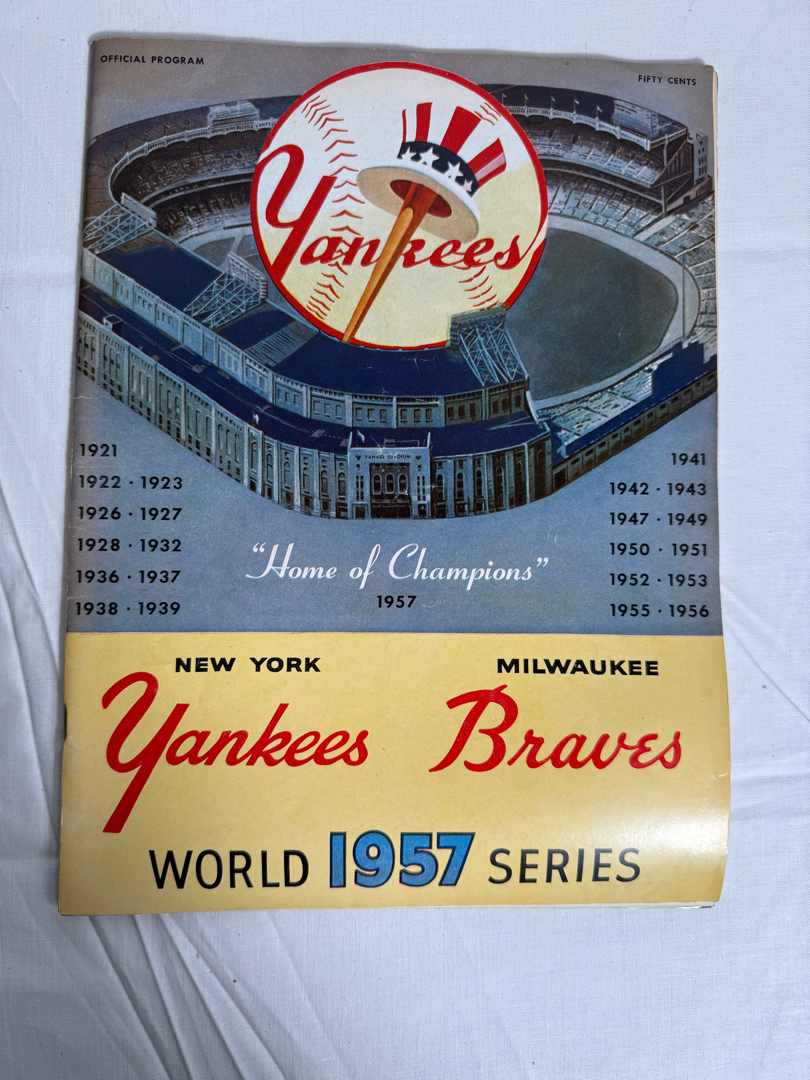 OFFICIAL PROGRAM
FIFTY CENTS
Yankees
YANKEE STADIUM
1921
1922 · 1923
1926 · 1927
1928 · 1932
1936 · 1937
1938 · 1939
1941
1942 · 1943
1947 · 1949
1950 · 1951
1952 · 1953
1955 · 1956
"Home of Champions"
1957
NEW YORK
Yankees
MILWAUKEE
Braves
WORLD 1957 SERIES